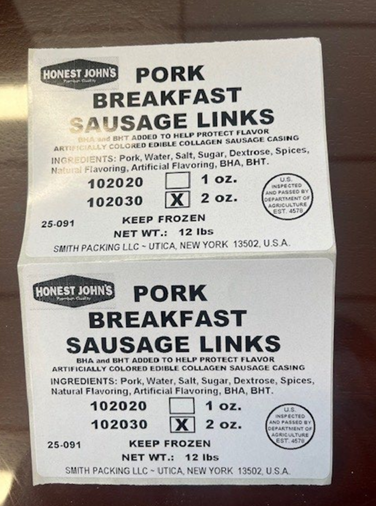 HONEST JOHN'S
PORK
BREAKFAST
SAUSAGE LINKS
BHA and BHT ADDED TO HELP PROTECT FLAVOR
ARTIFICIALLY COLORED EDIBLE COLLAGEN SAUSAGE CASING
INGREDIENTS: Pork, Water, Salt, Sugar, Dextrose, Spices,
Natural Flavoring, Artificial Flavoring, BHA, BHT.
102020 1 oz.
102030 X 2 oz.
U.S.
INSPECTED
AND PASSED BY
DEPARTMENT OF
AGRICULTURE
EST. 4578
25-091 KEEP FROZEN
NET WT.: 12 lbs
SMITH PACKING LLC ~ UTICA, NEW YORK 13502, U.S.A.
HONEST JOHN'S
PORK
BREAKFAST
SAUSAGE LINKS
BHA and BHT ADDED TO HELP PROTECT FLAVOR
ARTIFICIALLY COLORED EDIBLE COLLAGEN SAUSAGE CASING
INGREDIENTS: Pork, Water, Salt, Sugar, Dextrose, Spices,
Natural Flavoring, Artificial Flavoring, BHA, BHT.
102020 1 oz.
102030 X 2 oz.
U.S.
INSPECTED
AND PASSED BY
DEPARTMENT OF
AGRICULTURE
EST. 4578
25-091 KEEP FROZEN
NET WT.: 12 lbs
SMITH PACKING LLC ~ UTICA, NEW YORK 13502, U.S.A.